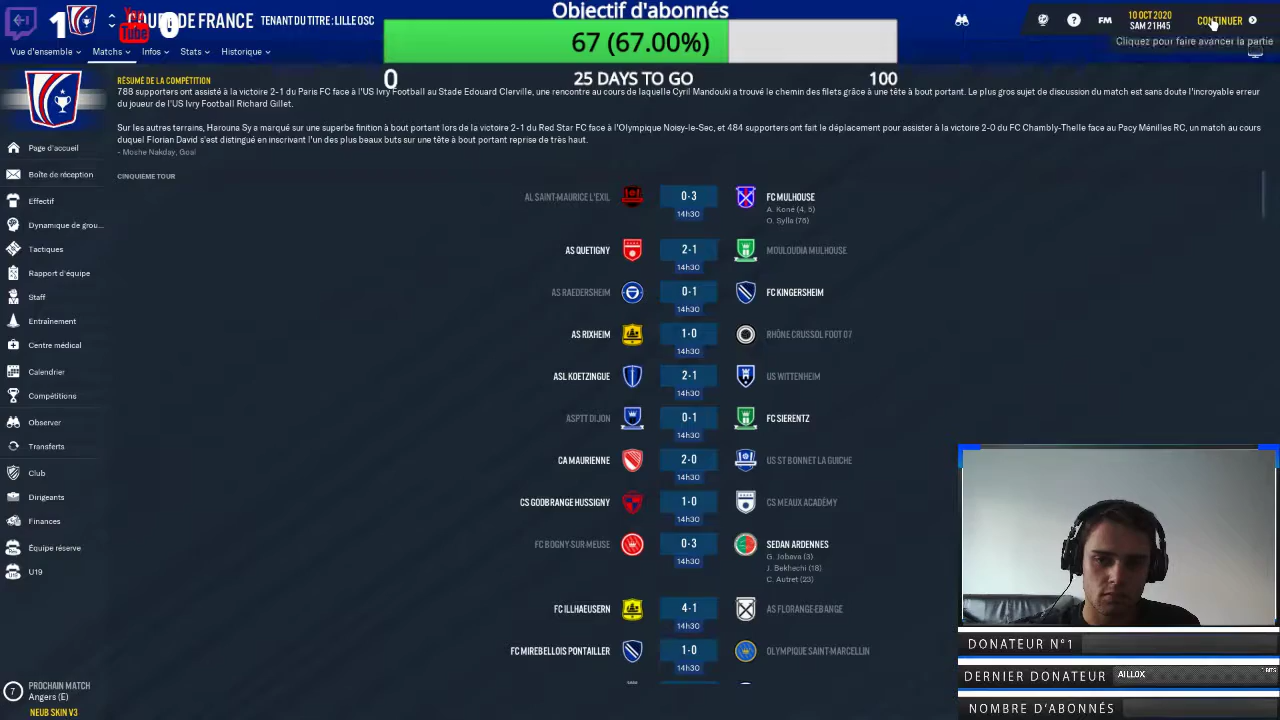 Objectif d'abonnés
67 (67.00%)
0 25 DAYS TO GO 100
1 COUPE DE FRANCE TENANT DU TITRE : LILLE OSC
You Tube
FM
10 OCT 2020
SAM 21H45
CONTINUER
Cliquez pour faire avancer la partie
Vue d'ensemble Matchs Infos Stats Historique
RÉSUMÉ DE LA COMPÉTITION
788 supporters ont assisté à la victoire 2-1 du Paris FC face à l'US Ivry Football au Stade Edouard Clerville, une rencontre au cours de laquelle Cyril Mandouki a trouvé le chemin des filets grâce à une tête à bout portant. Le plus gros sujet de discussion du match est sans doute l'incroyable erreur
du joueur de l'US Ivry Football Richard Gillet.
Sur les autres terrains, Harouna Sy a marqué sur une superbe finition à bout portant lors de la victoire 2-1 du Red Star FC face à l'Olympique Noisy-le-Sec, et 484 supporters ont fait le déplacement pour assister à la victoire 2-0 du FC Chambly-Thelle face au Pacy Ménilles RC, un match au cours
duquel Florian David s'est distingué en inscrivant l'un des plus beaux buts sur une tête à bout portant reprise de très haut.
- Moshe Nakday, Goal
CINQUIÈME TOUR
AL SAINT-MAURICE L'EXIL 0-3 FC MULHOUSE
14h30
A. Koné (4, 5)
O. Sylla (76)
AS QUETIGNY 2-1 MOULOUDIA MULHOUSE
14h30
AS RAEDERSHEIM 0-1 FC KINGERSHEIM
14h30
AS RIXHEIM 1-0 RHÔNE CRUSSOL FOOT 07
14h30
ASL KOETZINGUE 2-1 US WITTENHEIM
14h30
ASPTT DIJON 0-1 FC SIERENTZ
14h30
CA MAURIENNE 2-0 US ST BONNET LA GUICHE
14h30
CS GODBRANGE HUSSIGNY 1-0 CS MEAUX ACADÉMY
14h30
FC BOGNY-SUR-MEUSE 0-3 SEDAN ARDENNES
14h30
G. Jobava (3)
J. Bekhechi (18)
C. Autret (23)
FC ILLHAEUSERN 4-1 AS FLORANGE-EBANGE
14h30
FC MIREBELLOIS PONTAILLER 1-0 OLYMPIQUE SAINT-MARCELLIN
14h30
Page d'accueil
Boîte de réception
Effectif
Dynamique de grou...
Tactiques
Rapport d'équipe
Staff
Entraînement
Centre médical
Calendrier
Compétitions
Observer
Transferts
Club
Dirigeants
Finances
Équipe réserve
U19
7 PROCHAIN MATCH
Angers (E)
NEUB SKIN V3
DONATEUR N°1
DERNIER DONATEUR AILLOX
NOMBRE D'ABONNÉS